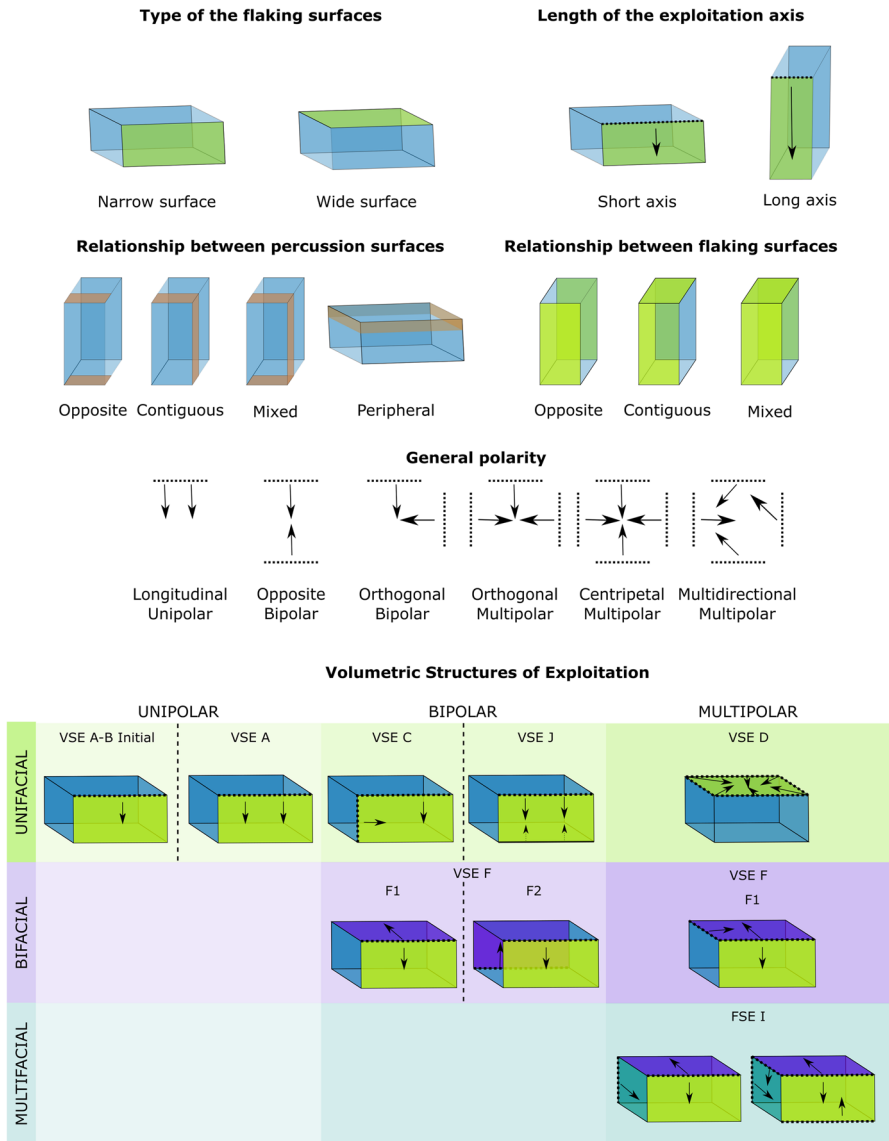 Type of the flaking surfaces
Length of the exploitation axis
Narrow surface
Wide surface
Short axis
Long axis
Relationship between percussion surfaces
Relationship between flaking surfaces
Opposite
Contiguous
Mixed
Peripheral
Opposite
Contiguous
Mixed
General polarity
Longitudinal
Unipolar
Opposite
Bipolar
Orthogonal
Bipolar
Orthogonal
Multipolar
Centripetal
Multipolar
Multidirectional
Multipolar
Volumetric Structures of Exploitation
UNIPOLAR
BIPOLAR
MULTIPOLAR
UNIFACIAL
VSE A-B Initial
VSE A
VSE C
VSE J
VSE D
BIFACIAL
VSE F
F1
F2
VSE F
F1
MULTIFACIAL
FSE I